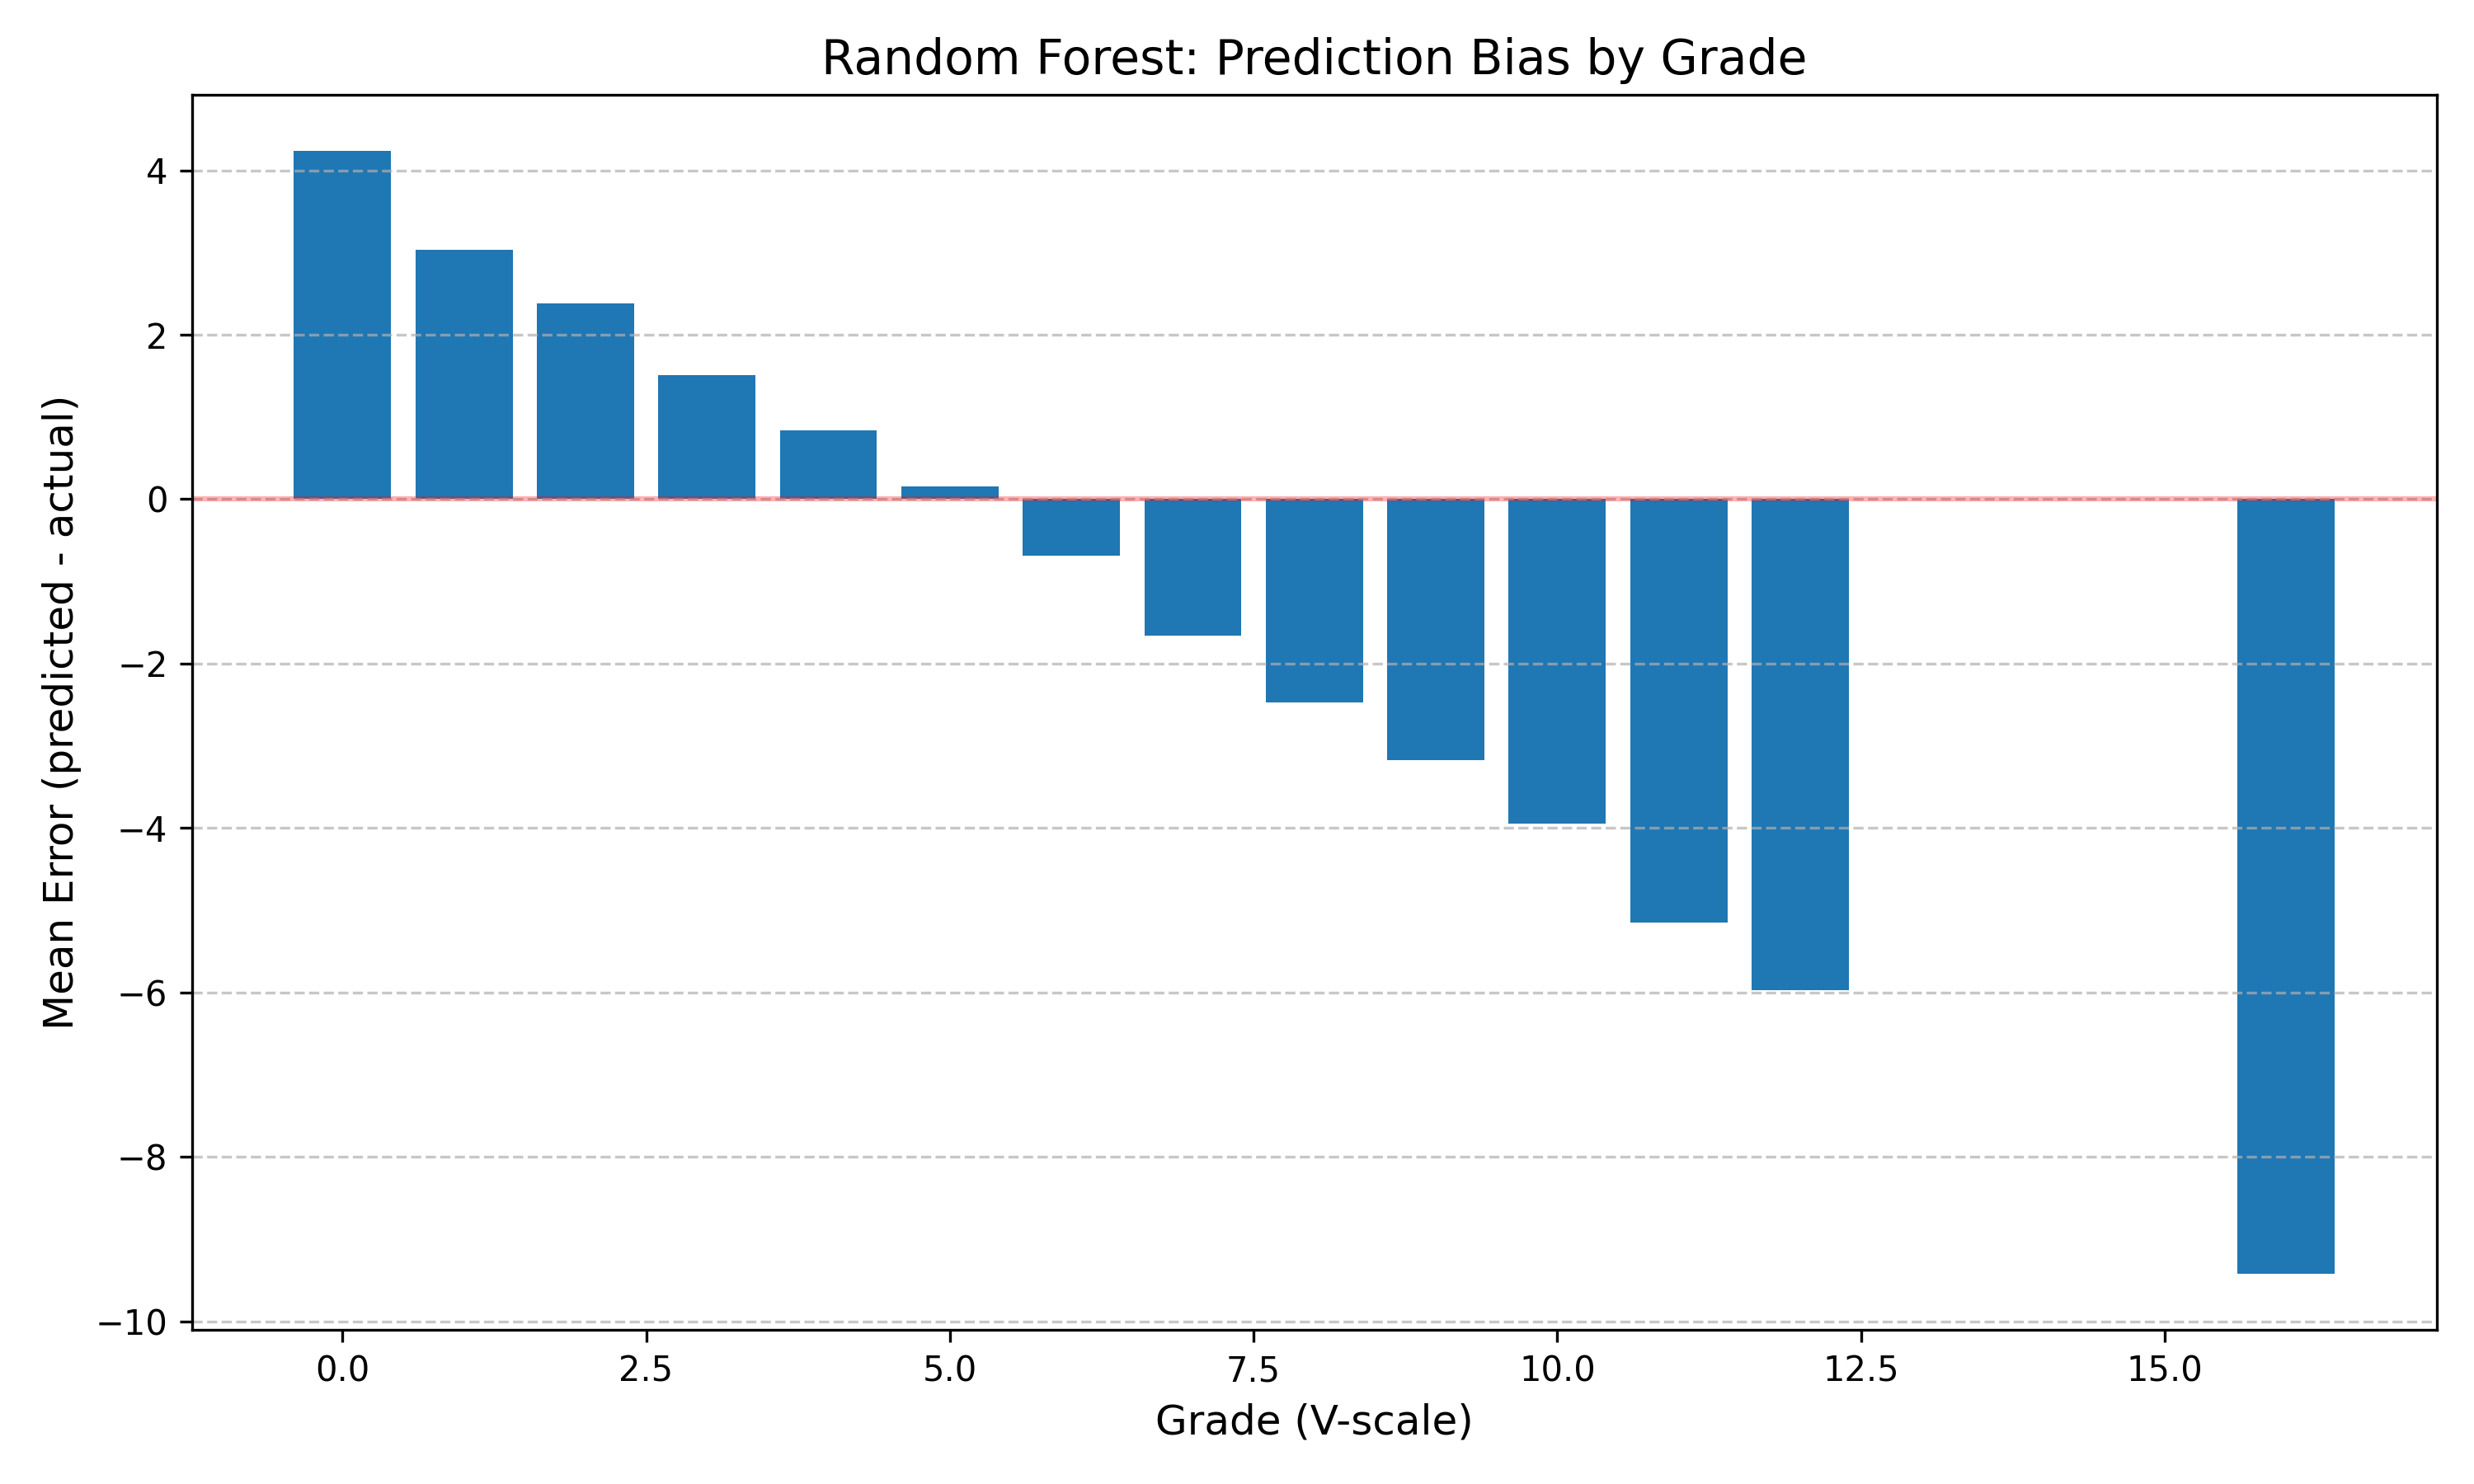 Random Forest: Prediction Bias by Grade
Mean Error (predicted - actual)
4
2
0
−2
−4
−6
−8
−10
0.0 2.5 5.0 7.5 10.0 12.5 15.0
Grade (V-scale)